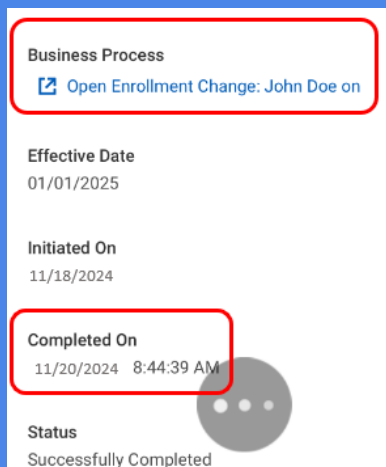 Business Process
Open Enrollment Change: John Doe on
Effective Date
01/01/2025
Initiated On
11/18/2024
Completed On
11/20/2024 8:44:39 AM
Status
Successfully Completed